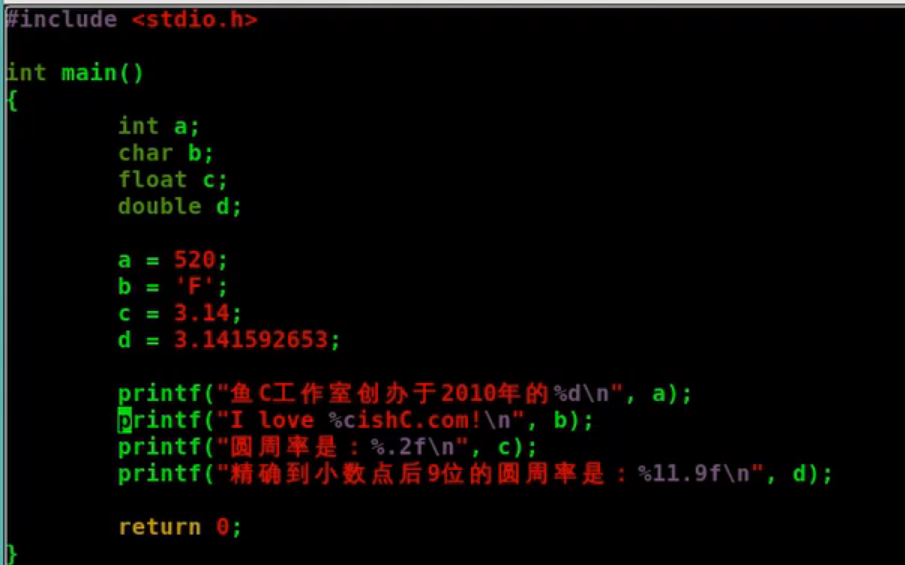 #include <stdio.h>
int main()
{
int a;
char b;
float c;
double d;
a = 520;
b = 'F';
c = 3.14;
d = 3.141592653;
printf("鱼C工作室创办于2010年的%d\n", a);
printf("I love %cishC.com!\n", b);
printf("圆周率是：%.2f\n", c);
printf("精确到小数点后9位的圆周率是：%11.9f\n", d);
return 0;
}